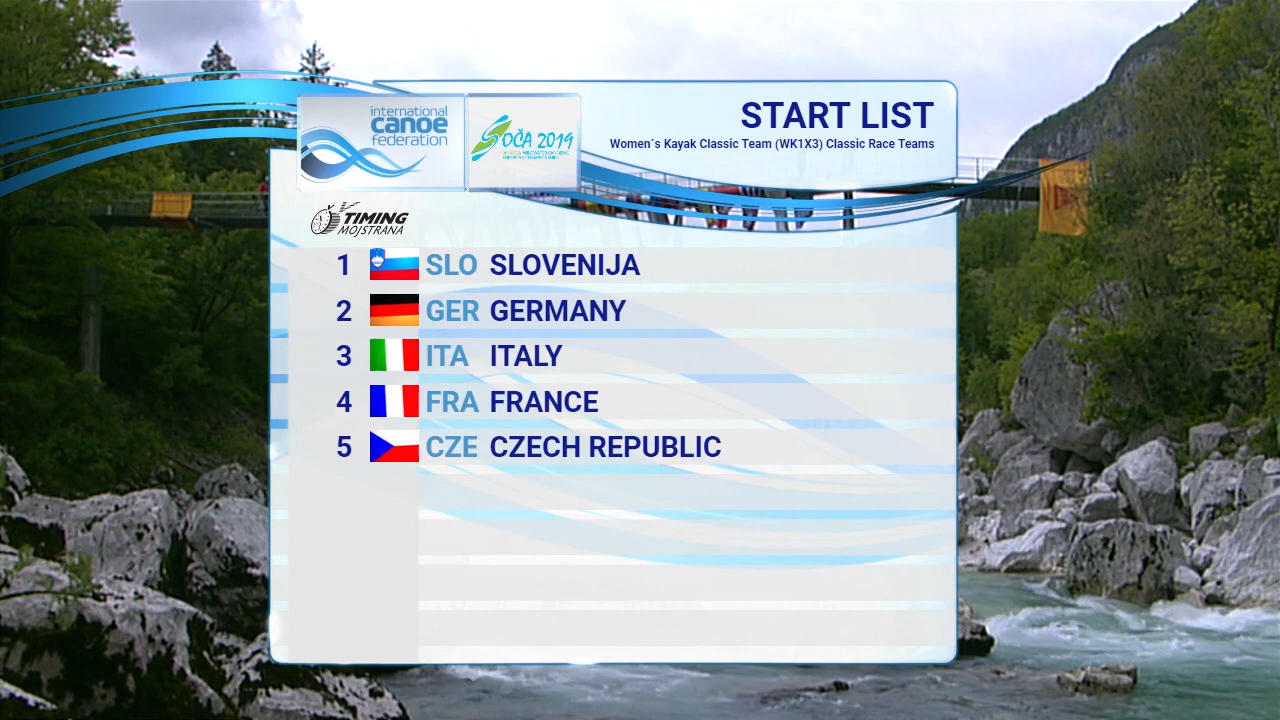 international
canoe
federation
SOČA 2019
START LIST
Women´s Kayak Classic Team (WK1X3) Classic Race Teams
TIMING
MOJSTRANA
1 SLO SLOVENIJA
2 GER GERMANY
3 ITA ITALY
4 FRA FRANCE
5 CZE CZECH REPUBLIC